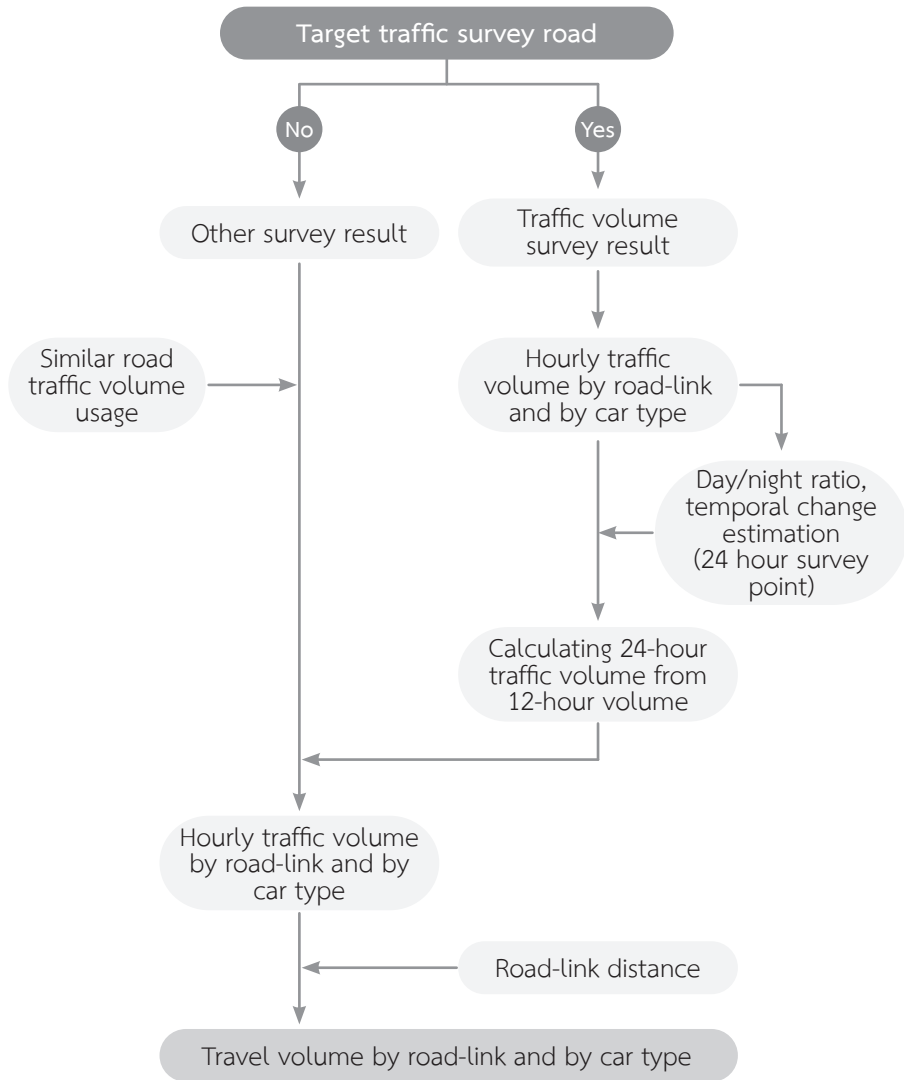 Target traffic survey road
No
Yes
Other survey result
Traffic volume
survey result
Similar road
traffic volume
usage
Hourly traffic
volume by road-link
and by car type
Day/night ratio,
temporal change
estimation
(24 hour survey
point)
Calculating 24-hour
traffic volume from
12-hour volume
Hourly traffic volume
by road-link and by
car type
Road-link distance
Travel volume by road-link and by car type